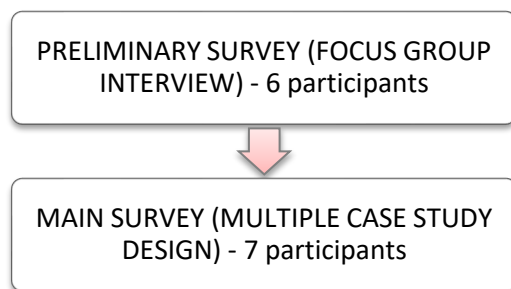 PRELIMINARY SURVEY (FOCUS GROUP
INTERVIEW) - 6 participants
MAIN SURVEY (MULTIPLE CASE STUDY
DESIGN) - 7 participants